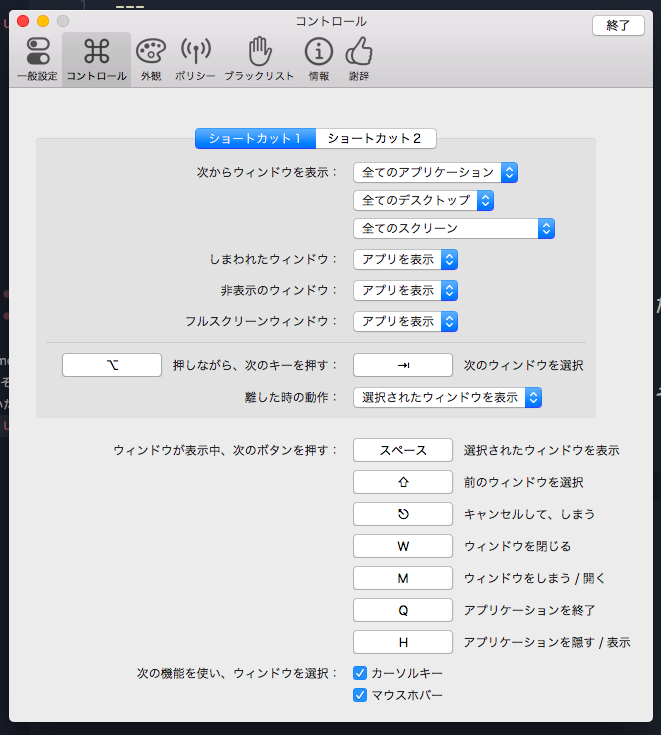 コントロール
終了
一般設定
コントロール
外観
ポリシー
ブラックリスト
情報
謝辞
ショートカット 1
ショートカット 2
次からウィンドウを表示：
全てのアプリケーション
全てのデスクトップ
全てのスクリーン
しまわれたウィンドウ： アプリを表示
非表示のウィンドウ： アプリを表示
フルスクリーンウィンドウ： アプリを表示
⌥ 押しながら、次のキーを押す： ⇥ 次のウィンドウを選択
離した時の動作： 選択されたウィンドウを表示
ウィンドウが表示中、次のボタンを押す： スペース 選択されたウィンドウを表示
⇧ 前のウィンドウを選択
⎋ キャンセルして、しまう
W ウィンドウを閉じる
M ウィンドウをしまう / 開く
Q アプリケーションを終了
H アプリケーションを隠す / 表示
次の機能を使い、ウィンドウを選択： カーソルキー
マウスホバー